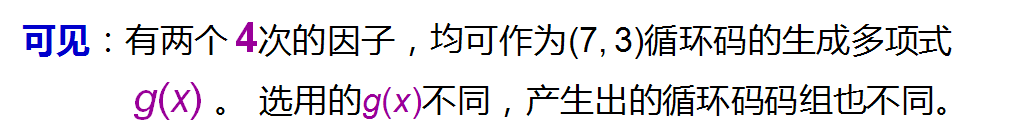 可见：有两个 4次的因子，均可作为(7, 3)循环码的生成多项式
g(x) 。 选用的g(x)不同，产生出的循环码码组也不同。